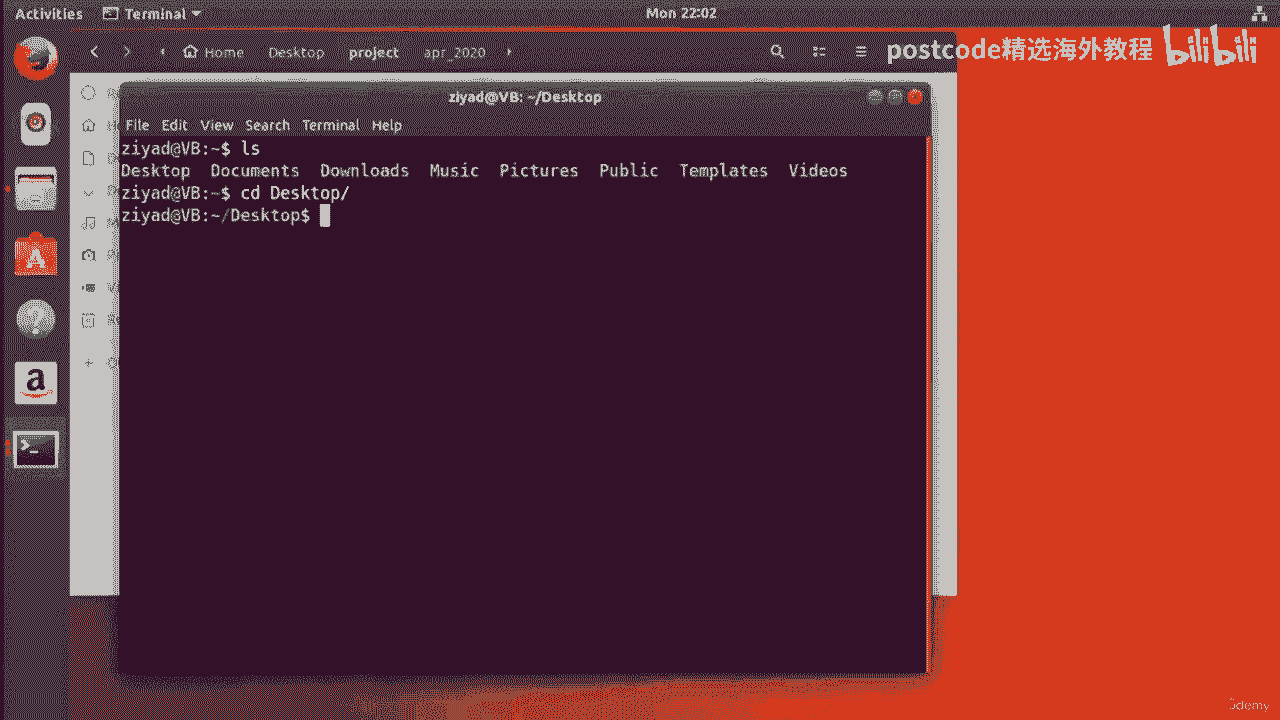 Activities Terminal Mon 22:02
Home Desktop project apr_2020
postcode精选海外教程 bilibili
ziyad@VB: ~/Desktop
File Edit View Search Terminal Help
ziyad@VB:~$ ls
Desktop Documents Downloads Music Pictures Public Templates Videos
ziyad@VB:~$ cd Desktop/
ziyad@VB:~/Desktop$
ûdemy